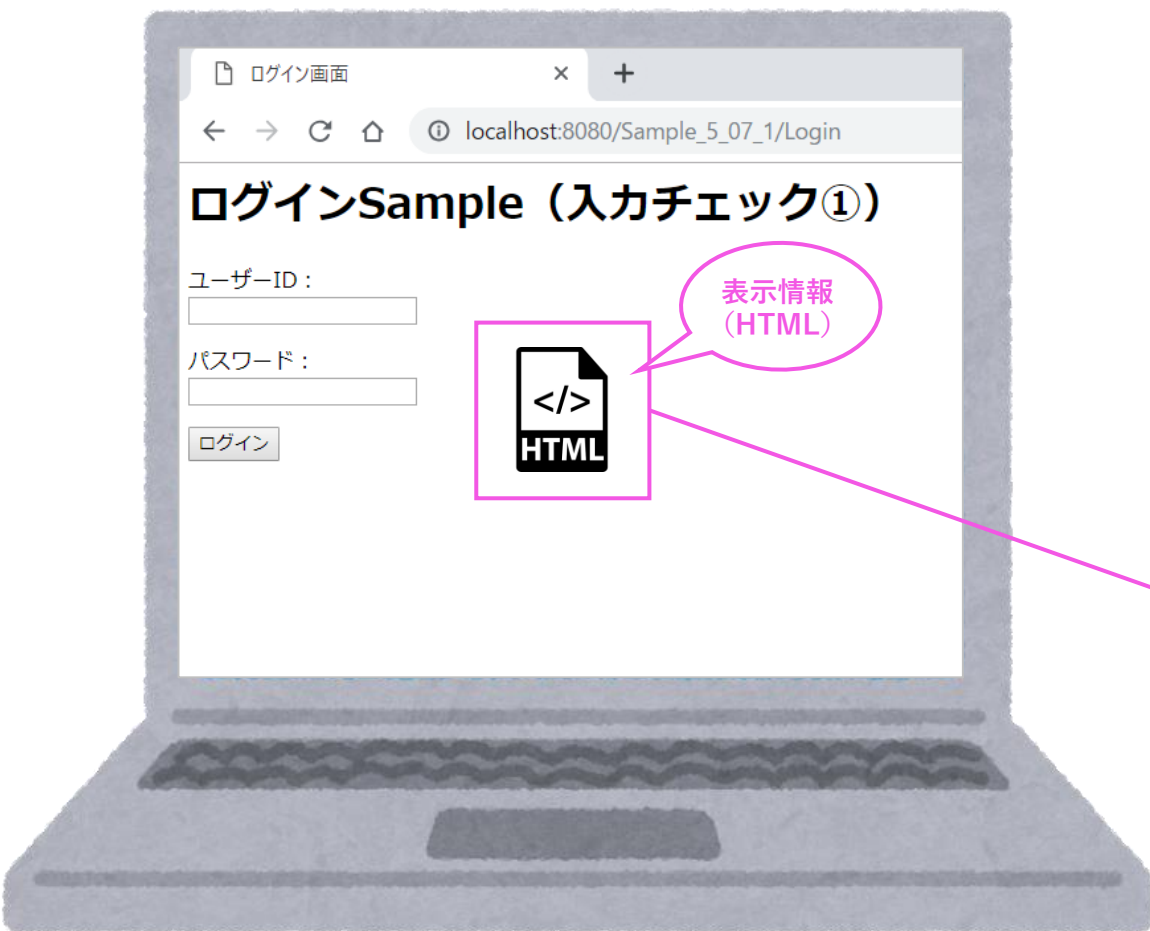 ログイン画面
localhost:8080/Sample_5_07_1/Login
ログインSample（入力チェック①）
ユーザーID：
表示情報
（HTML）
パスワード：
</>
HTML
ログイン